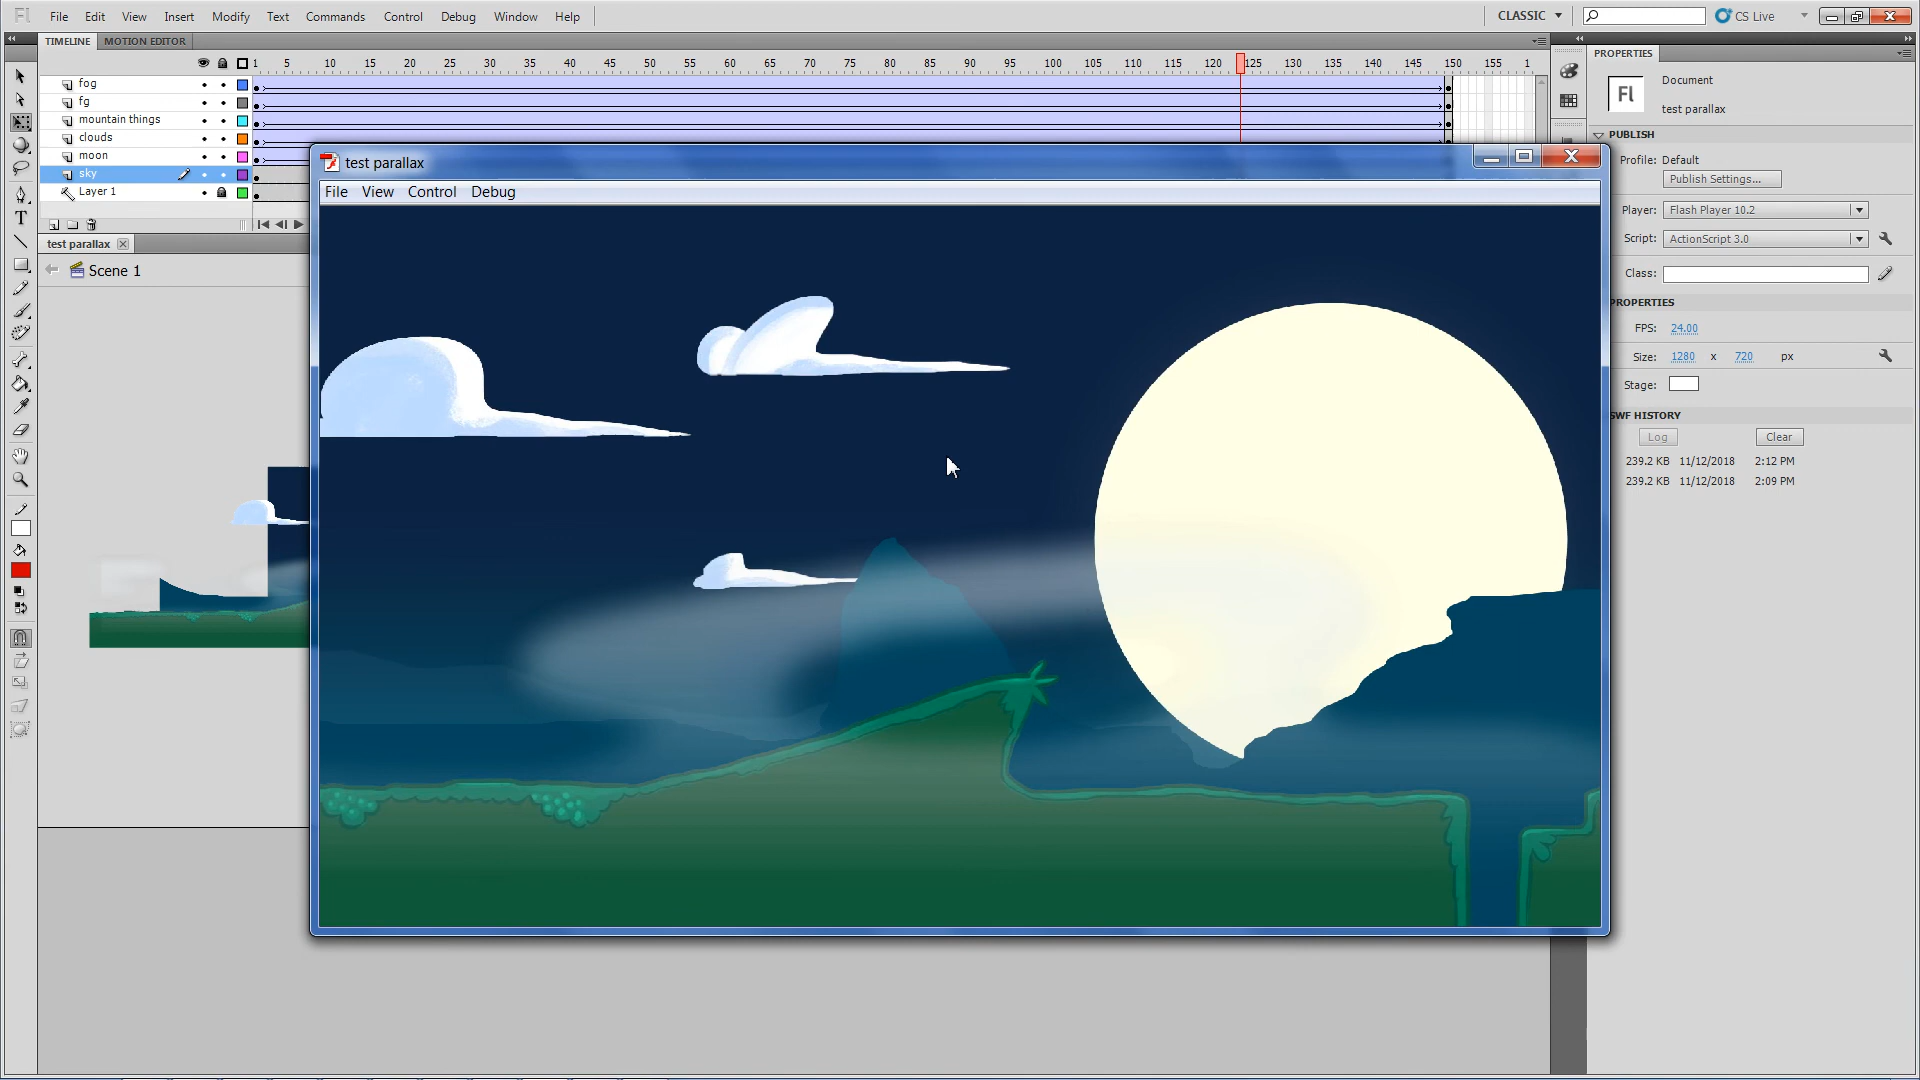 Fl File Edit View Insert Modify Text Commands Control Debug Window Help CLASSIC CS Live
TIMELINE MOTION EDITOR PROPERTIES
1 5 10 15 20 25 30 35 40 45 50 55 60 65 70 75 80 85 90 95 100 105 110 115 120 125 130 135 140 145 150 155 1
fog
fg
mountain things
clouds
moon
sky
Layer 1
test parallax
Scene 1
test parallax
File View Control Debug
Fl
Document
test parallax
PUBLISH
Profile: Default
Publish Settings...
Player: Flash Player 10.2
Script: ActionScript 3.0
Class:
PROPERTIES
FPS: 24.00
Size: 1280 x 720 px
Stage:
SWF HISTORY
Log Clear
239.2 KB 11/12/2018 2:12 PM
239.2 KB 11/12/2018 2:09 PM
T